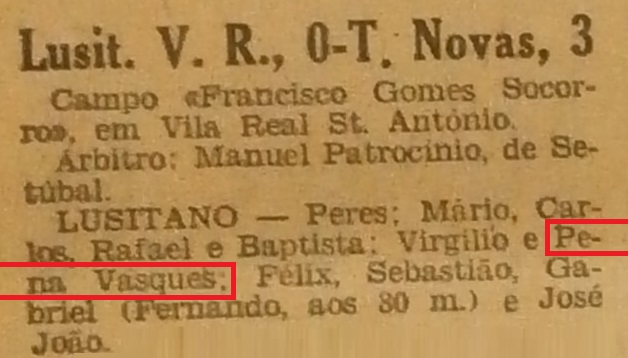 Lusit. V. R., 0-T. Novas, 3
Campo «Francisco Gomes Socor-
ro», em Vila Real St. António.
Árbitro: Manuel Patrocínio, de Se-
túbal.
LUSITANO — Peres; Mário, Car-
los, Rafael e Baptista; Virgílio e Pe-
na Vasques; Félix, Sebastião, Ga-
briel (Fernando, aos 80 m.) e José
João.